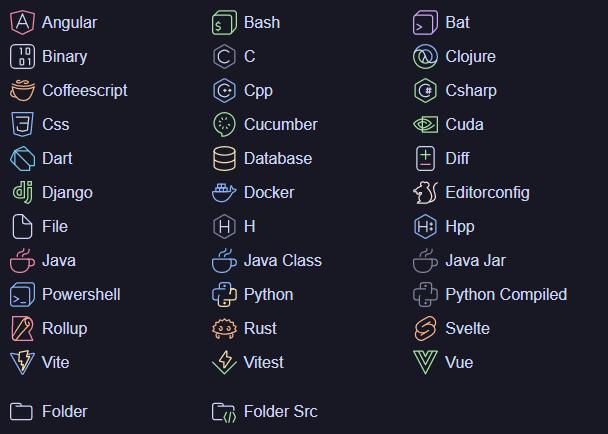 Angular Bash Bat
Binary C Clojure
Coffeescript Cpp Csharp
Css Cucumber Cuda
Dart Database Diff
Django Docker Editorconfig
File H Hpp
Java Java Class Java Jar
Powershell Python Python Compiled
Rollup Rust Svelte
Vite Vitest Vue
Folder Folder Src